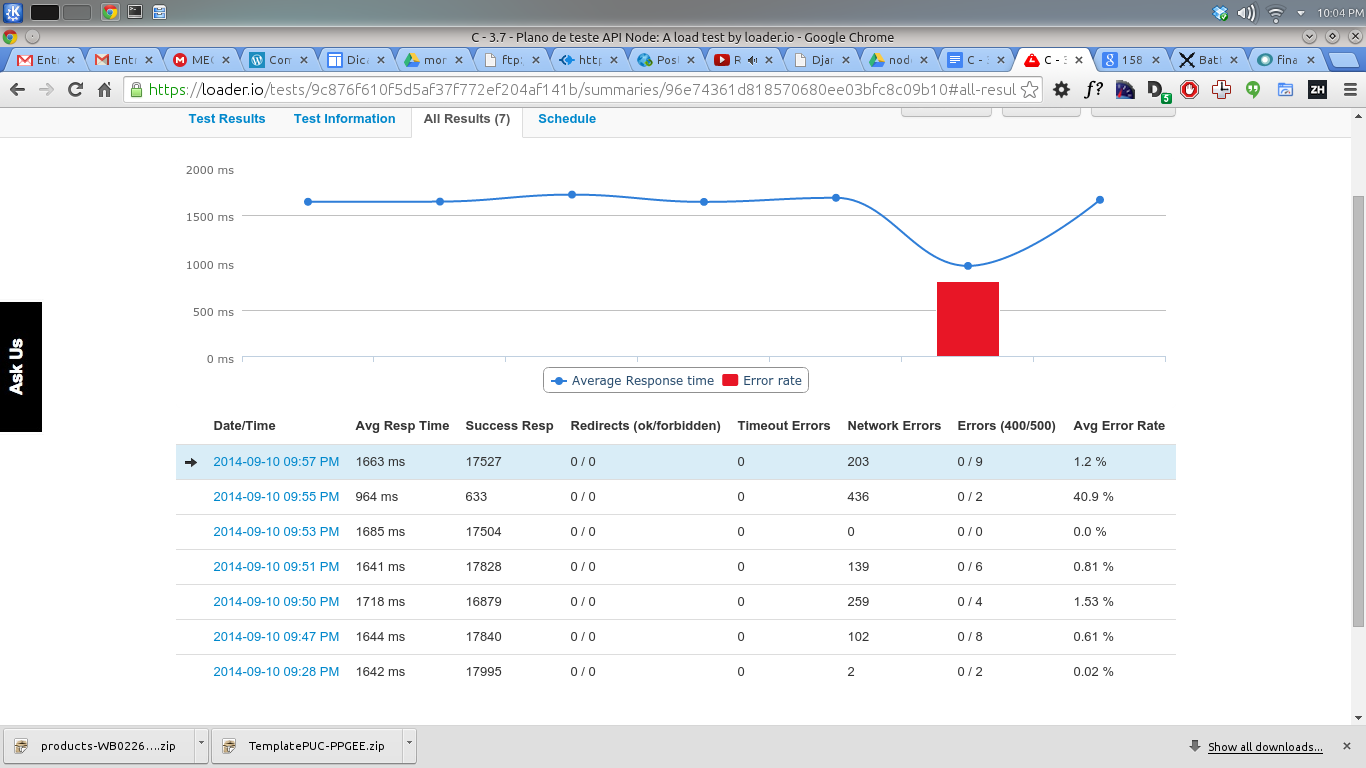 10:04 PM
C - 3.7 - Plano de teste API Node: A load test by loader.io - Google Chrome
Entr Entr MEC Con Dica mor ftp: http Post R Djar node C - 3 C - 3 158 Batt fina
https://loader.io/tests/9c876f610f5d5af37f772ef204af141b/summaries/96e74361d818570680ee03bfc8c09b10#all-resul
f? D 5 ZH
Test Results Test Information All Results (7) Schedule
2000 ms
1500 ms
1000 ms
500 ms
0 ms
Ask Us
Average Response time Error rate
Date/Time Avg Resp Time Success Resp Redirects (ok/forbidden) Timeout Errors Network Errors Errors (400/500) Avg Error Rate
2014-09-10 09:57 PM 1663 ms 17527 0 / 0 0 203 0 / 9 1.2 %
2014-09-10 09:55 PM 964 ms 633 0 / 0 0 436 0 / 2 40.9 %
2014-09-10 09:53 PM 1685 ms 17504 0 / 0 0 0 0 / 0 0.0 %
2014-09-10 09:51 PM 1641 ms 17828 0 / 0 0 139 0 / 6 0.81 %
2014-09-10 09:50 PM 1718 ms 16879 0 / 0 0 259 0 / 4 1.53 %
2014-09-10 09:47 PM 1644 ms 17840 0 / 0 0 102 0 / 8 0.61 %
2014-09-10 09:28 PM 1642 ms 17995 0 / 0 0 2 0 / 2 0.02 %
products-WB0226....zip TemplatePUC-PPGEE.zip Show all downloads...